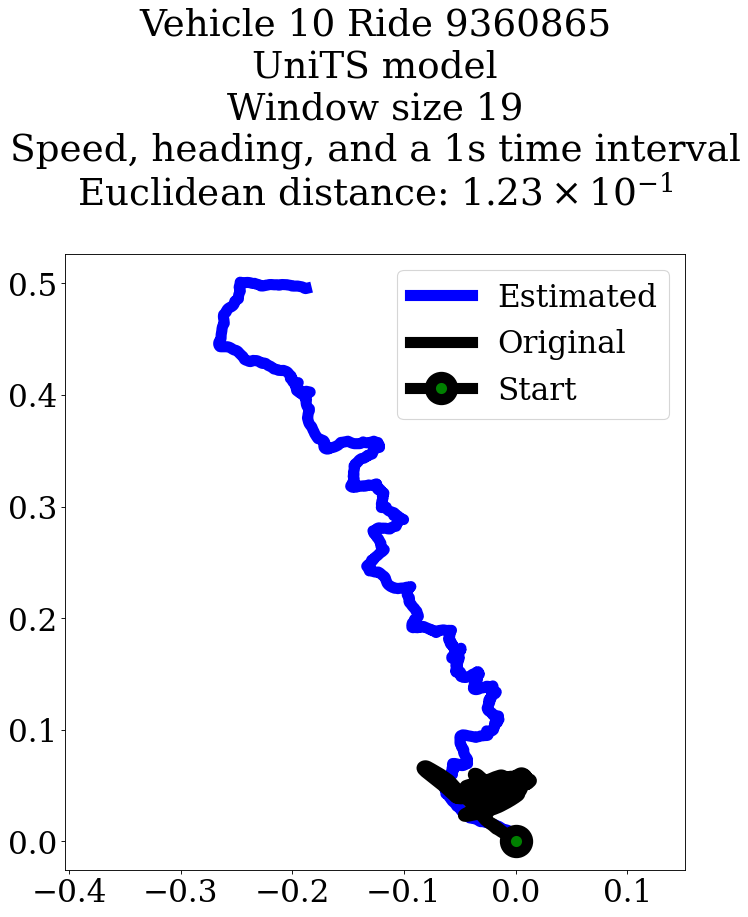 Vehicle 10 Ride 9360865
UniTS model
Window size 19
Speed, heading, and a 1s time interval
Euclidean distance: 1.23 × 10⁻¹
Estimated
Original
Start
0.5
0.4
0.3
0.2
0.1
0.0
−0.4 −0.3 −0.2 −0.1 0.0 0.1